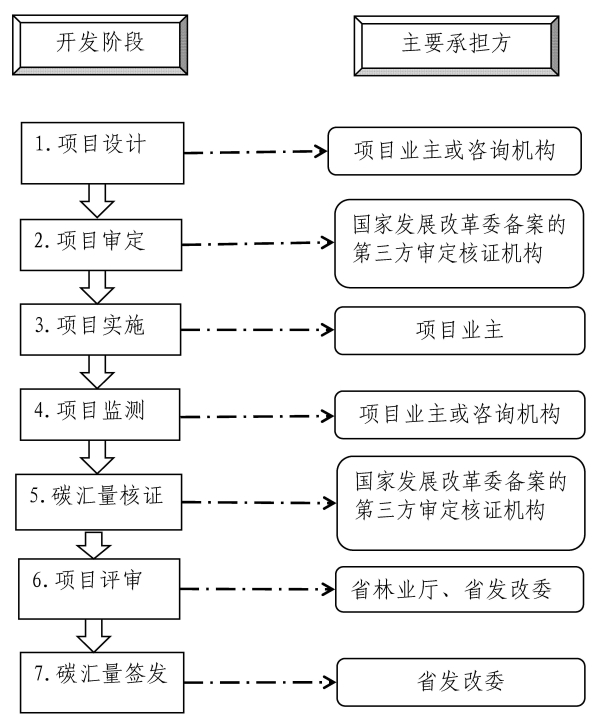 开发阶段
主要承担方
1.项目设计
项目业主或咨询机构
2.项目审定
国家发展改革委备案的
第三方审定核证机构
3.项目实施
项目业主
4.项目监测
项目业主或咨询机构
5.碳汇量核证
国家发展改革委备案的
第三方审定核证机构
6.项目评审
省林业厅、省发改委
7.碳汇量签发
省发改委